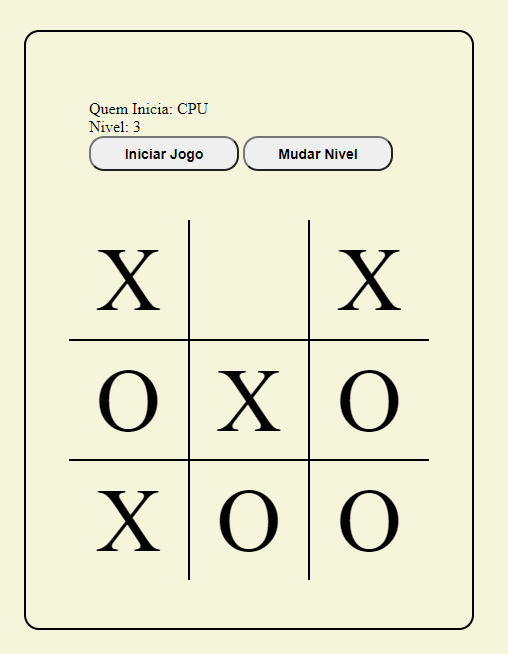 Quem Inicia: CPU
Nivel: 3
Iniciar Jogo Mudar Nivel
X X
O X O
X O O